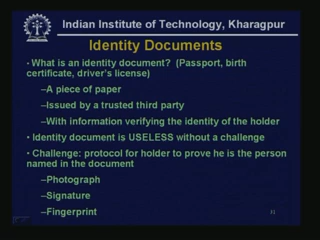 Indian Institute of Technology, Kharagpur
Identity Documents
• What is an identity document? (Passport, birth
certificate, driver's license)
–A piece of paper
–Issued by a trusted third party
–With information verifying the identity of the holder
• Identity document is USELESS without a challenge
• Challenge: protocol for holder to prove he is the person
named in the document
–Photograph
–Signature
–Fingerprint
11